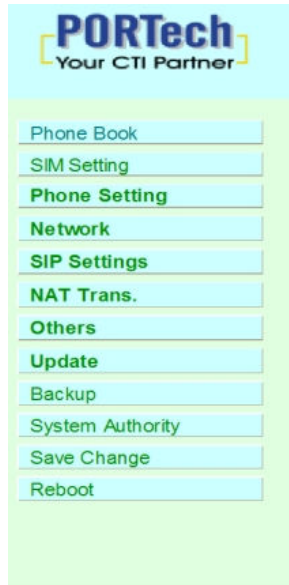 PORTech
Your CTI Partner
Phone Book
SIM Setting
Phone Setting
Network
SIP Settings
NAT Trans.
Others
Update
Backup
System Authority
Save Change
Reboot